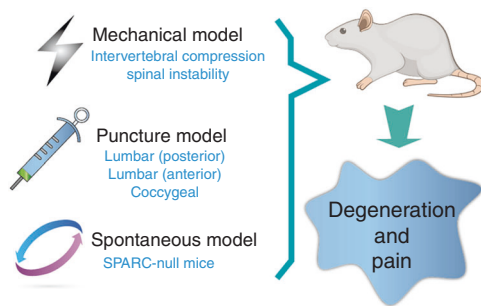 Mechanical model
Intervertebral compression
spinal instability
Puncture model
Lumbar (posterior)
Lumbar (anterior)
Coccygeal
Spontaneous model
SPARC-null mice
Degeneration
and
pain